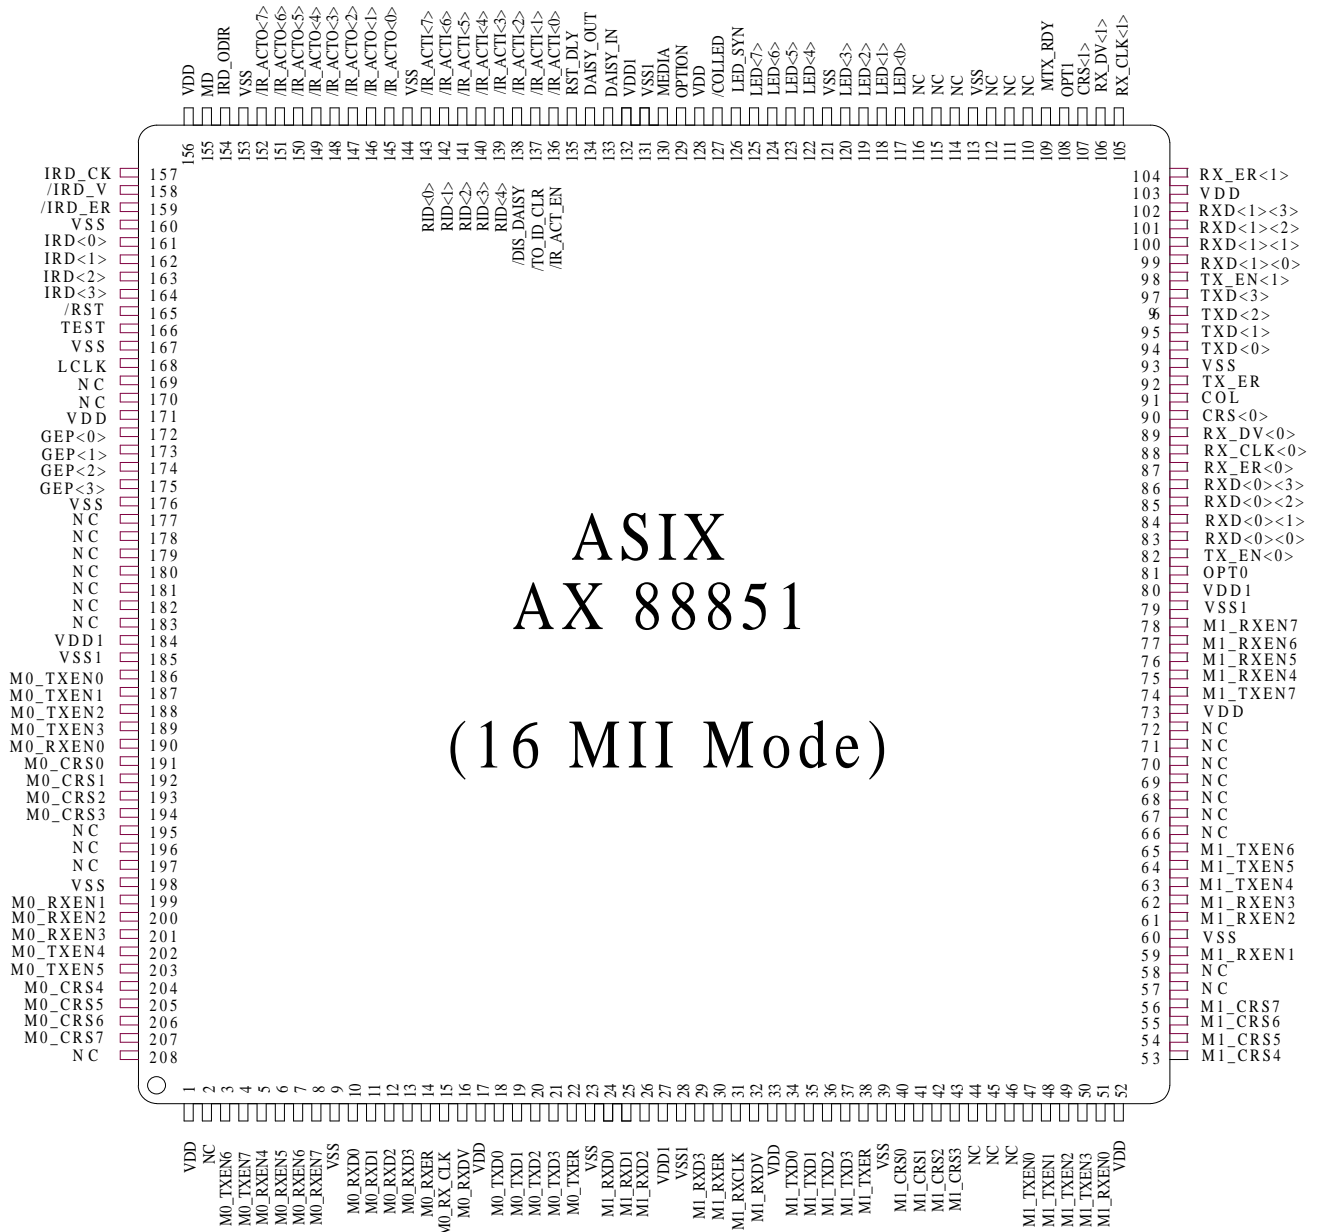 VDD
MD
IRD_ODIR
VSS
/IR_ACTO<7>
/IR_ACTO<6>
/IR_ACTO<5>
/IR_ACTO<4>
/IR_ACTO<3>
/IR_ACTO<2>
/IR_ACTO<1>
/IR_ACTO<0>
VSS
/IR_ACTI<7>
/IR_ACTI<6>
/IR_ACTI<5>
/IR_ACTI<4>
/IR_ACTI<3>
/IR_ACTI<2>
/IR_ACTI<1>
/IR_ACTI<0>
RST_DLY
DAISY_OUT
DAISY_IN
VDD1
VSS1
MEDIA
OPTION
VDD
/COLLED
LED_SYN
LED<7>
LED<6>
LED<5>
LED<4>
VSS
LED<3>
LED<2>
LED<1>
LED<0>
NC
NC
NC
VSS
NC
NC
NC
MTX_RDY
OPT1
CRS<1>
RX_DV<1>
RX_CLK<1>
156
155
154
153
152
151
150
149
148
147
146
145
144
143
142
141
140
139
138
137
136
135
134
133
132
131
130
129
128
127
126
125
124
123
122
121
120
119
118
117
116
115
114
113
112
111
110
109
108
107
106
105
RID<0>
RID<1>
RID<2>
RID<3>
RID<4>
/DIS_DAISY
/TO_ID_CLR
/IR_ACT_EN
IRD_CK 157
/IRD_V 158
/IRD_ER 159
VSS 160
IRD<0> 161
IRD<1> 162
IRD<2> 163
IRD<3> 164
/RST 165
TEST 166
VSS 167
LCLK 168
NC 169
NC 170
VDD 171
GEP<0> 172
GEP<1> 173
GEP<2> 174
GEP<3> 175
VSS 176
NC 177
NC 178
NC 179
NC 180
NC 181
NC 182
NC 183
VDD1 184
VSS1 185
M0_TXEN0 186
M0_TXEN1 187
M0_TXEN2 188
M0_TXEN3 189
M0_RXEN0 190
M0_CRS0 191
M0_CRS1 192
M0_CRS2 193
M0_CRS3 194
NC 195
NC 196
NC 197
VSS 198
M0_RXEN1 199
M0_RXEN2 200
M0_RXEN3 201
M0_TXEN4 202
M0_TXEN5 203
M0_CRS4 204
M0_CRS5 205
M0_CRS6 206
M0_CRS7 207
NC 208
ASIX
AX 88851
(16 MII Mode)
104 RX_ER<1>
103 VDD
102 RXD<1><3>
101 RXD<1><2>
100 RXD<1><1>
99 RXD<1><0>
98 TX_EN<1>
97 TXD<3>
96 TXD<2>
95 TXD<1>
94 TXD<0>
93 VSS
92 TX_ER
91 COL
90 CRS<0>
89 RX_DV<0>
88 RX_CLK<0>
87 RX_ER<0>
86 RXD<0><3>
85 RXD<0><2>
84 RXD<0><1>
83 RXD<0><0>
82 TX_EN<0>
81 OPT0
80 VDD1
79 VSS1
78 M1_RXEN7
77 M1_RXEN6
76 M1_RXEN5
75 M1_RXEN4
74 M1_TXEN7
73 VDD
72 NC
71 NC
70 NC
69 NC
68 NC
67 NC
66 NC
65 M1_TXEN6
64 M1_TXEN5
63 M1_TXEN4
62 M1_RXEN3
61 M1_RXEN2
60 VSS
59 M1_RXEN1
58 NC
57 NC
56 M1_CRS7
55 M1_CRS6
54 M1_CRS5
53 M1_CRS4
1
2
3
4
5
6
7
8
9
10
11
12
13
14
15
16
17
18
19
20
21
22
23
24
25
26
27
28
29
30
31
32
33
34
35
36
37
38
39
40
41
42
43
44
45
46
47
48
49
50
51
52
VDD
NC
M0_TXEN6
M0_TXEN7
M0_RXEN4
M0_RXEN5
M0_RXEN6
M0_RXEN7
VSS
M0_RXD0
M0_RXD1
M0_RXD2
M0_RXD3
M0_RXER
M0_RX_CLK
M0_RXDV
VDD
M0_TXD0
M0_TXD1
M0_TXD2
M0_TXD3
M0_TXER
VSS
M1_RXD0
M1_RXD1
M1_RXD2
VDD1
VSS1
M1_RXD3
M1_RXER
M1_RXCLK
M1_RXDV
VDD
M1_TXD0
M1_TXD1
M1_TXD2
M1_TXD3
M1_TXER
VSS
M1_CRS0
M1_CRS1
M1_CRS2
M1_CRS3
NC
NC
NC
M1_TXEN0
M1_TXEN1
M1_TXEN2
M1_TXEN3
M1_RXEN0
VDD